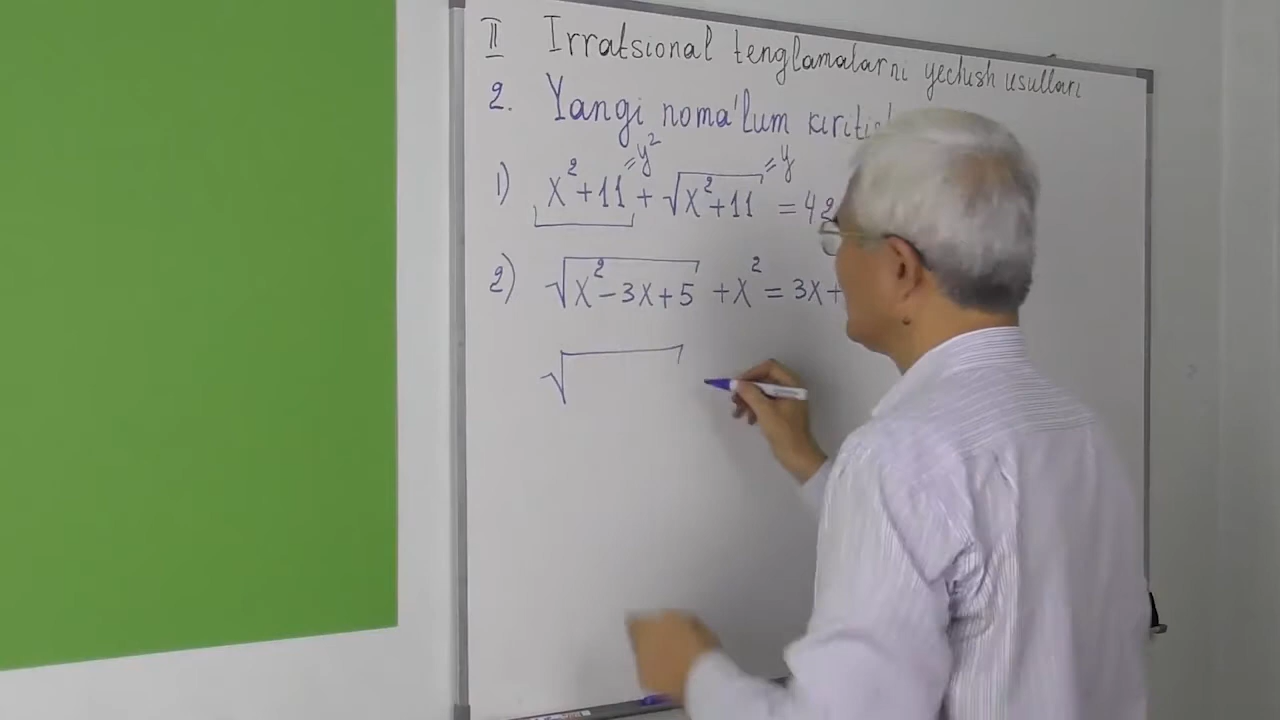 II Irratsional tenglamalarni yechish usullari
2. Yangi noma'lum
1) x²+11 =y² + √x²+11 =y = 42
2) √x²-3x+5 + x² = 3x+
√